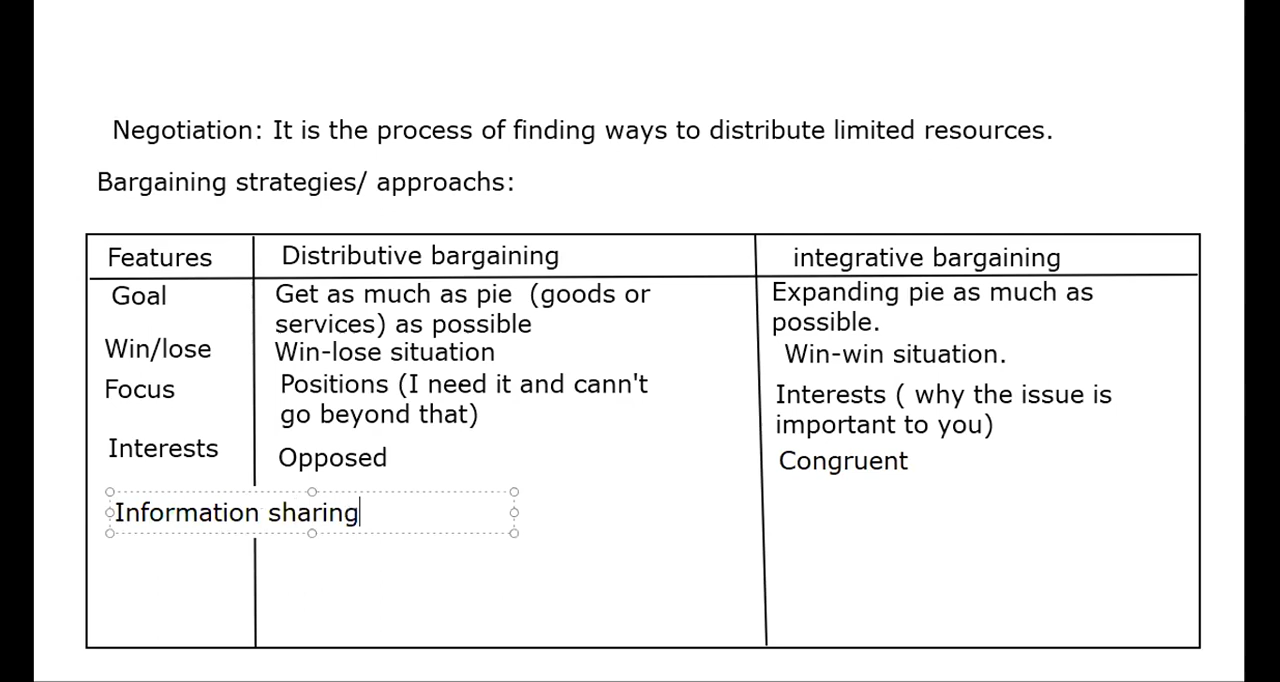 Negotiation: It is the process of finding ways to distribute limited resources.
Bargaining strategies/ approachs:
Features
Distributive bargaining
integrative bargaining
Goal
Get as much as pie (goods or
services) as possible
Expanding pie as much as
possible.
Win/lose
Win-lose situation
Win-win situation.
Focus
Positions (I need it and cann't
go beyond that)
Interests ( why the issue is
important to you)
Interests
Opposed
Congruent
Information sharing